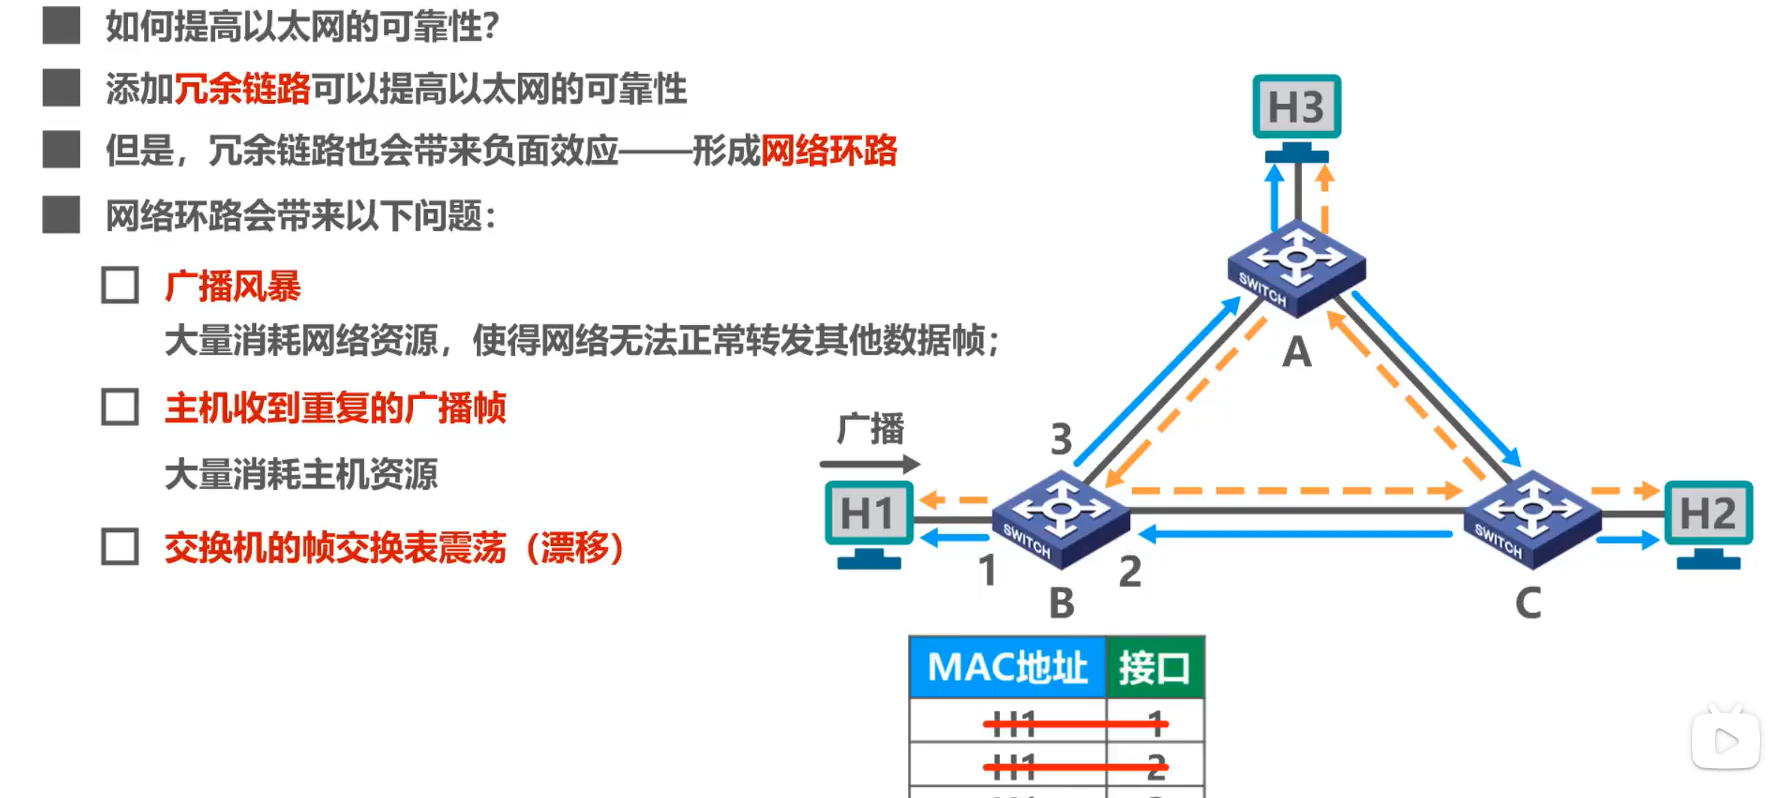 如何提高以太网的可靠性？
添加冗余链路可以提高以太网的可靠性
但是，冗余链路也会带来负面效应——形成网络环路
网络环路会带来以下问题：
广播风暴
大量消耗网络资源，使得网络无法正常转发其他数据帧；
主机收到重复的广播帧
大量消耗主机资源
交换机的帧交换表震荡（漂移）
H3
SWITCH
A
广播
3
H1
SWITCH
SWITCH
H2
1
2
B
C
MAC地址 接口
H1 1
H1 2